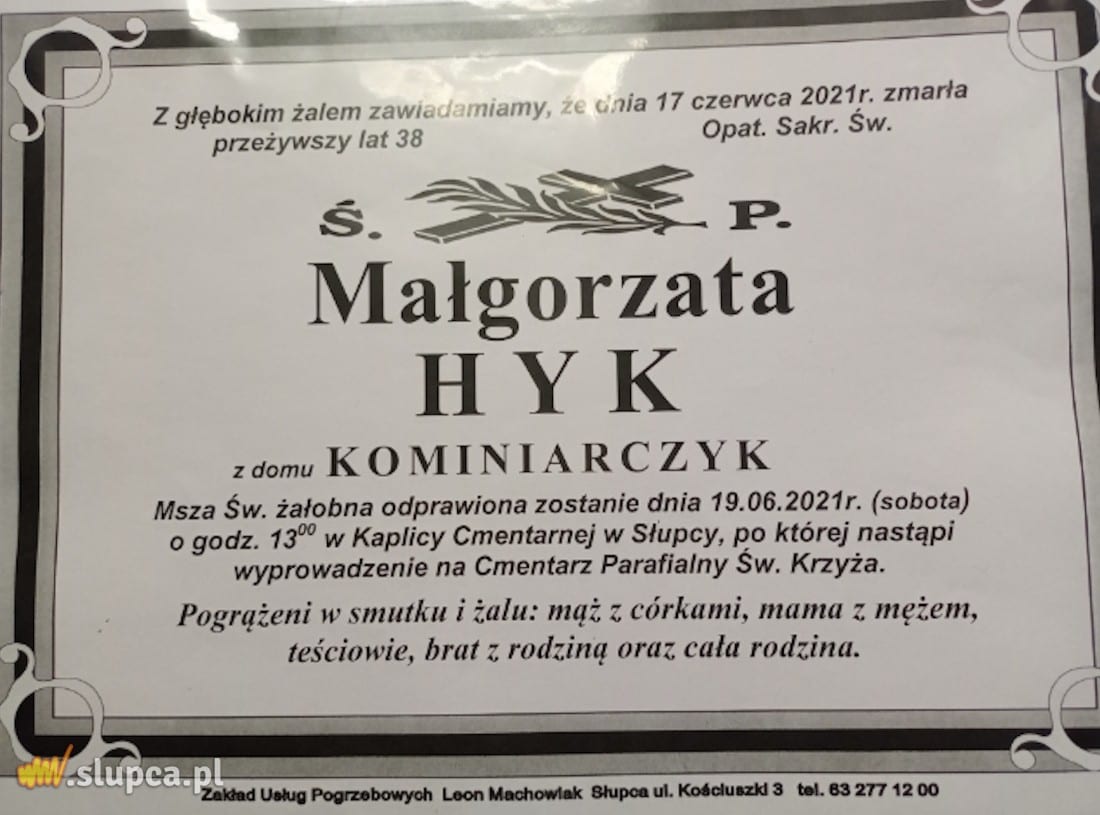 Z głębokim żalem zawiadamiamy, że dnia 17 czerwca 2021r. zmarła
przeżywszy lat 38 Opat. Sakr. Św.
Ś. P.
Małgorzata
HYK
z domu KOMINIARCZYK
Msza Św. żałobna odprawiona zostanie dnia 19.06.2021r. (sobota)
o godz. 13⁰⁰ w Kaplicy Cmentarnej w Słupcy, po której nastąpi
wyprowadzenie na Cmentarz Parafialny Św. Krzyża.
Pogrążeni w smutku i żalu: mąż z córkami, mama z mężem,
teściowie, brat z rodziną oraz cała rodzina.
www.slupca.pl
Zakład Usług Pogrzebowych Leon Machowiak Słupca ul. Kościuszki 3 tel. 63 277 12 00